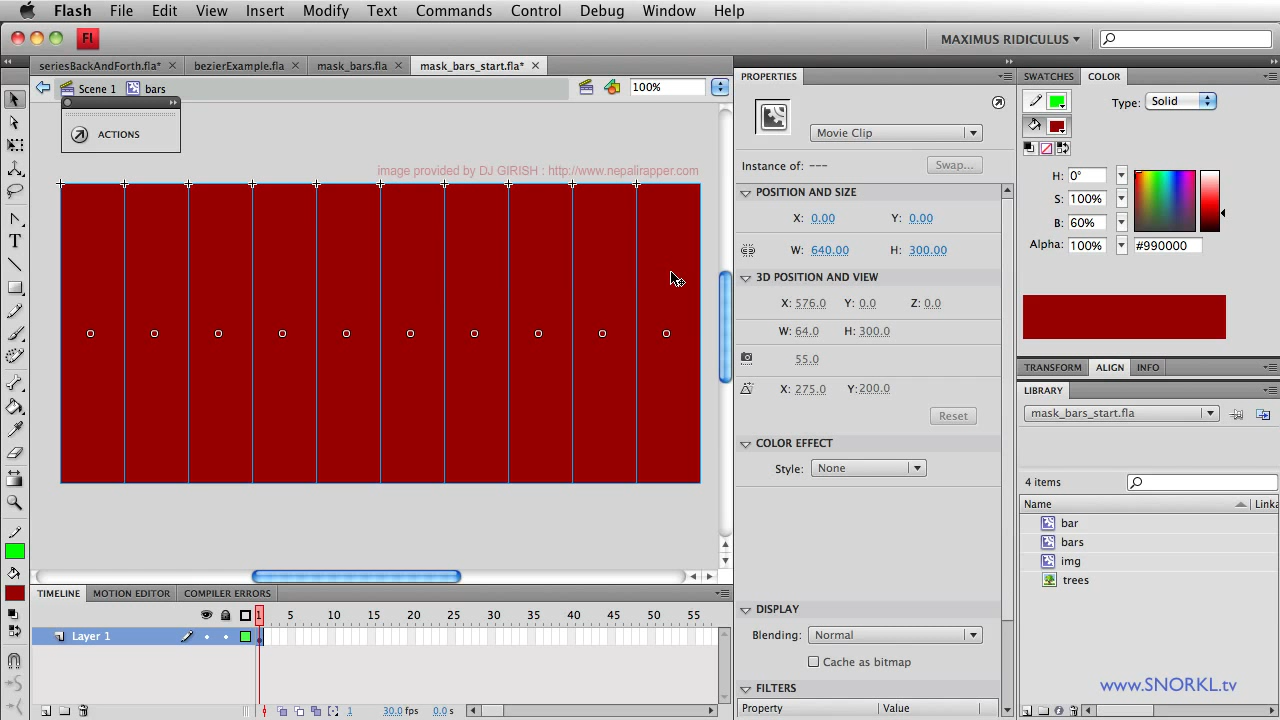 Flash File Edit View Insert Modify Text Commands Control Debug Window Help
Fl MAXIMUS RIDICULUS
seriesBackAndForth.fla* bezierExample.fla mask_bars.fla mask_bars_start.fla*
Scene 1 bars 100%
ACTIONS
image provided by DJ GIRISH : http://www.nepalirapper.com
TIMELINE MOTION EDITOR COMPILER ERRORS
1 5 10 15 20 25 30 35 40 45 50 55
Layer 1
1 30.0 fps 0.0 s
PROPERTIES
Movie Clip
Instance of: --- Swap...
POSITION AND SIZE
X: 0.00 Y: 0.00
W: 640.00 H: 300.00
3D POSITION AND VIEW
X: 576.0 Y: 0.0 Z: 0.0
W: 64.0 H: 300.0
55.0
X: 275.0 Y: 200.0
Reset
COLOR EFFECT
Style: None
DISPLAY
Blending: Normal
Cache as bitmap
FILTERS
Property Value
SWATCHES COLOR
Type: Solid
H: 0°
S: 100%
B: 60%
Alpha: 100% #990000
TRANSFORM ALIGN INFO
LIBRARY
mask_bars_start.fla
4 items
Name Linka
bar
bars
img
trees
www.SNORKL.tv